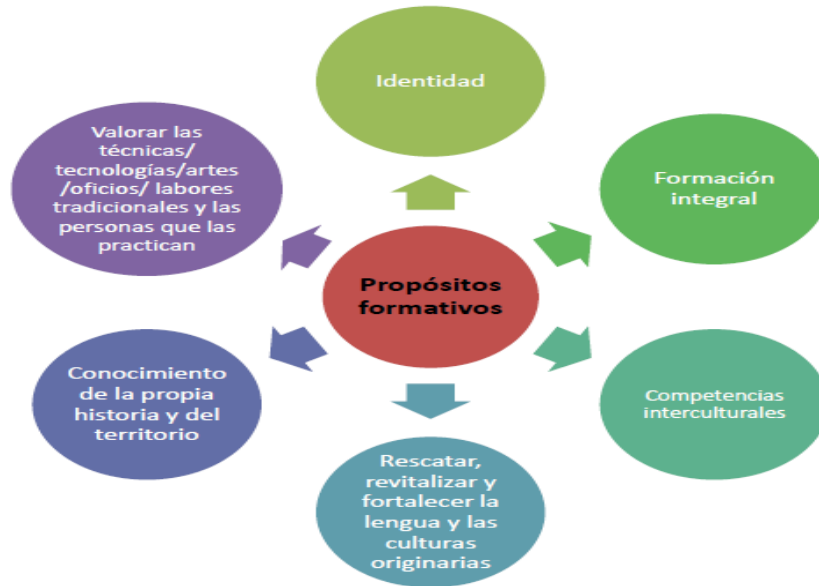 Identidad
Formación
integral
Competencias
interculturales
Rescatar,
revitalizar y
fortalecer la
lengua y las
culturas
originarias
Conocimiento
de la propia
historia y del
territorio
Valorar las
técnicas/
tecnologías/artes
/oficios/ labores
tradicionales y las
personas que las
practican
Propósitos
formativos